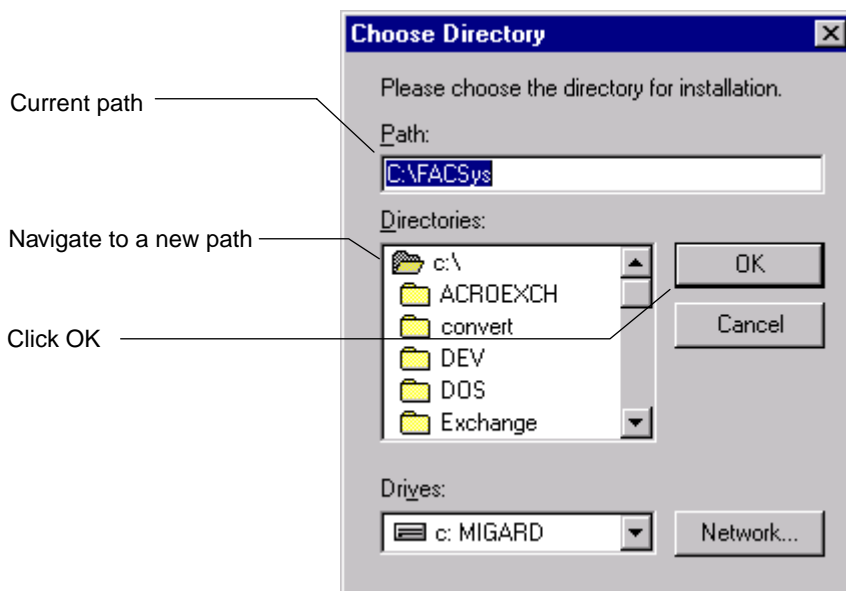 Choose Directory
Please choose the directory for installation.
Current path
Path:
C:\FACSys
Directories:
Navigate to a new path
c:\
OK
ACROEXCH
convert
Cancel
Click OK
DEV
DOS
Exchange
Drives:
c: MIGARD
Network...